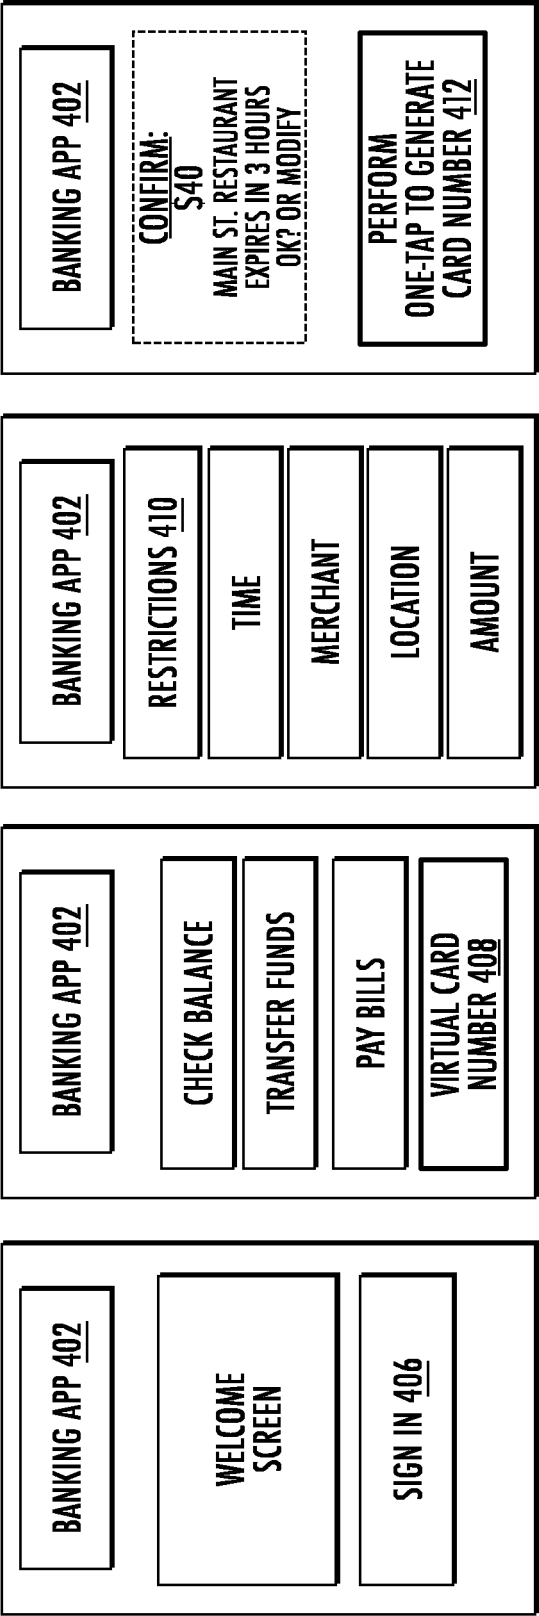 BANKING APP 402
WELCOME
SCREEN
SIGN IN 406
BANKING APP 402
CHECK BALANCE
TRANSFER FUNDS
PAY BILLS
VIRTUAL CARD
NUMBER 408
BANKING APP 402
RESTRICTIONS 410
TIME
MERCHANT
LOCATION
AMOUNT
BANKING APP 402
CONFIRM:
$40
MAIN ST. RESTAURANT
EXPIRES IN 3 HOURS
OK? OR MODIFY
PERFORM
ONE-TAP TO GENERATE
CARD NUMBER 412